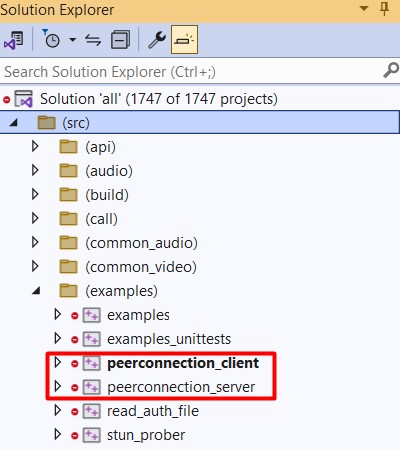 Solution Explorer
Search Solution Explorer (Ctrl+;)
Solution 'all' (1747 of 1747 projects)
(src)
(api)
(audio)
(build)
(call)
(common_audio)
(common_video)
(examples)
examples
examples_unittests
peerconnection_client
peerconnection_server
read_auth_file
stun_prober